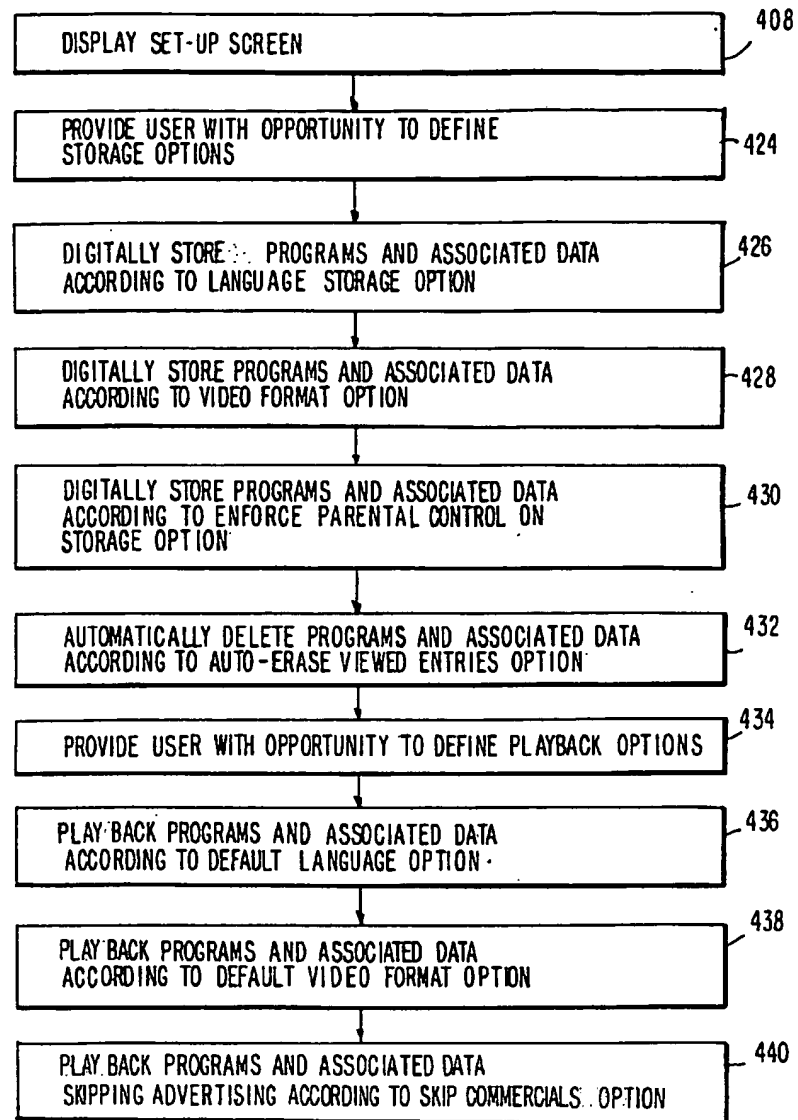 DISPLAY SET-UP SCREEN
408
PROVIDE USER WITH OPPORTUNITY TO DEFINE
STORAGE OPTIONS
424
DIGITALLY STORE PROGRAMS AND ASSOCIATED DATA
ACCORDING TO LANGUAGE STORAGE OPTION
426
DIGITALLY STORE PROGRAMS AND ASSOCIATED DATA
ACCORDING TO VIDEO FORMAT OPTION
428
DIGITALLY STORE PROGRAMS AND ASSOCIATED DATA
ACCORDING TO ENFORCE PARENTAL CONTROL ON
STORAGE OPTION
430
AUTOMATICALLY DELETE PROGRAMS AND ASSOCIATED DATA
ACCORDING TO AUTO-ERASE VIEWED ENTRIES OPTION
432
PROVIDE USER WITH OPPORTUNITY TO DEFINE PLAYBACK OPTIONS
434
PLAY BACK PROGRAMS AND ASSOCIATED DATA
ACCORDING TO DEFAULT LANGUAGE OPTION
436
PLAY BACK PROGRAMS AND ASSOCIATED DATA
ACCORDING TO DEFAULT VIDEO FORMAT OPTION
438
PLAY BACK PROGRAMS AND ASSOCIATED DATA
SKIPPING ADVERTISING ACCORDING TO SKIP COMMERCIALS OPTION
440